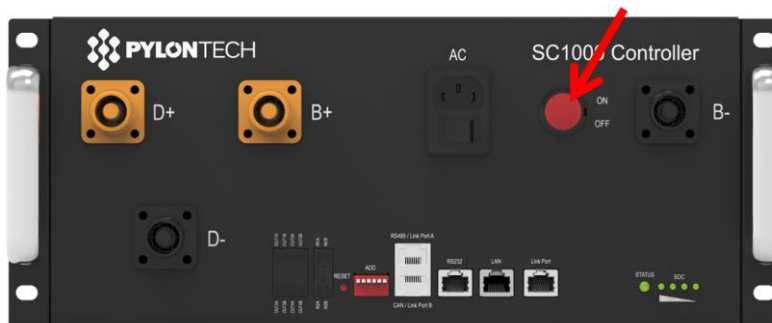 PYLONTECH
AC
SC1000 Controller
ON
OFF
D+
B+
B-
D-
RS485 / Link Port A
RESET
ADD
RS232
LAN
Link Port
CAN / Link Port B
STATUS
SOC